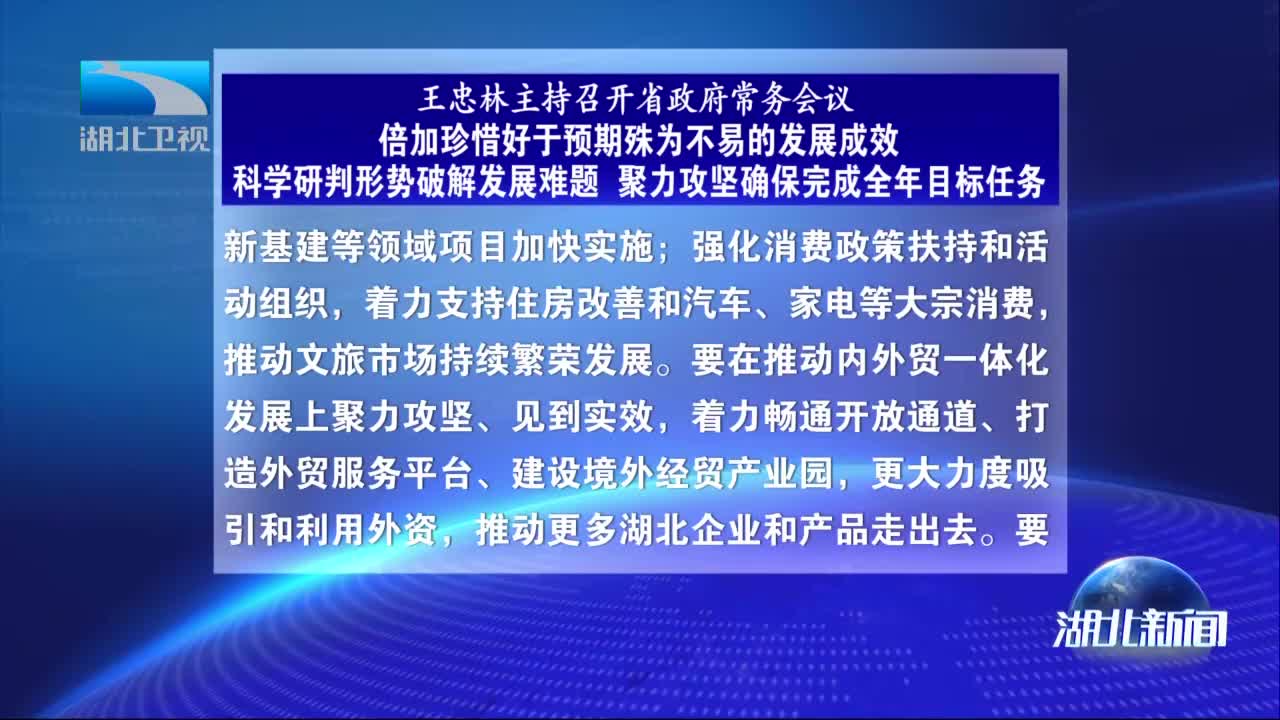 湖北卫视
王忠林主持召开省政府常务会议
倍加珍惜好于预期殊为不易的发展成效
科学研判形势破解发展难题 聚力攻坚确保完成全年目标任务
新基建等领域项目加快实施；强化消费政策扶持和活
动组织，着力支持住房改善和汽车、家电等大宗消费，
推动文旅市场持续繁荣发展。要在推动内外贸一体化
发展上聚力攻坚、见到实效，着力畅通开放通道、打
造外贸服务平台、建设境外经贸产业园，更大力度吸
引和利用外资，推动更多湖北企业和产品走出去。要
湖北新闻